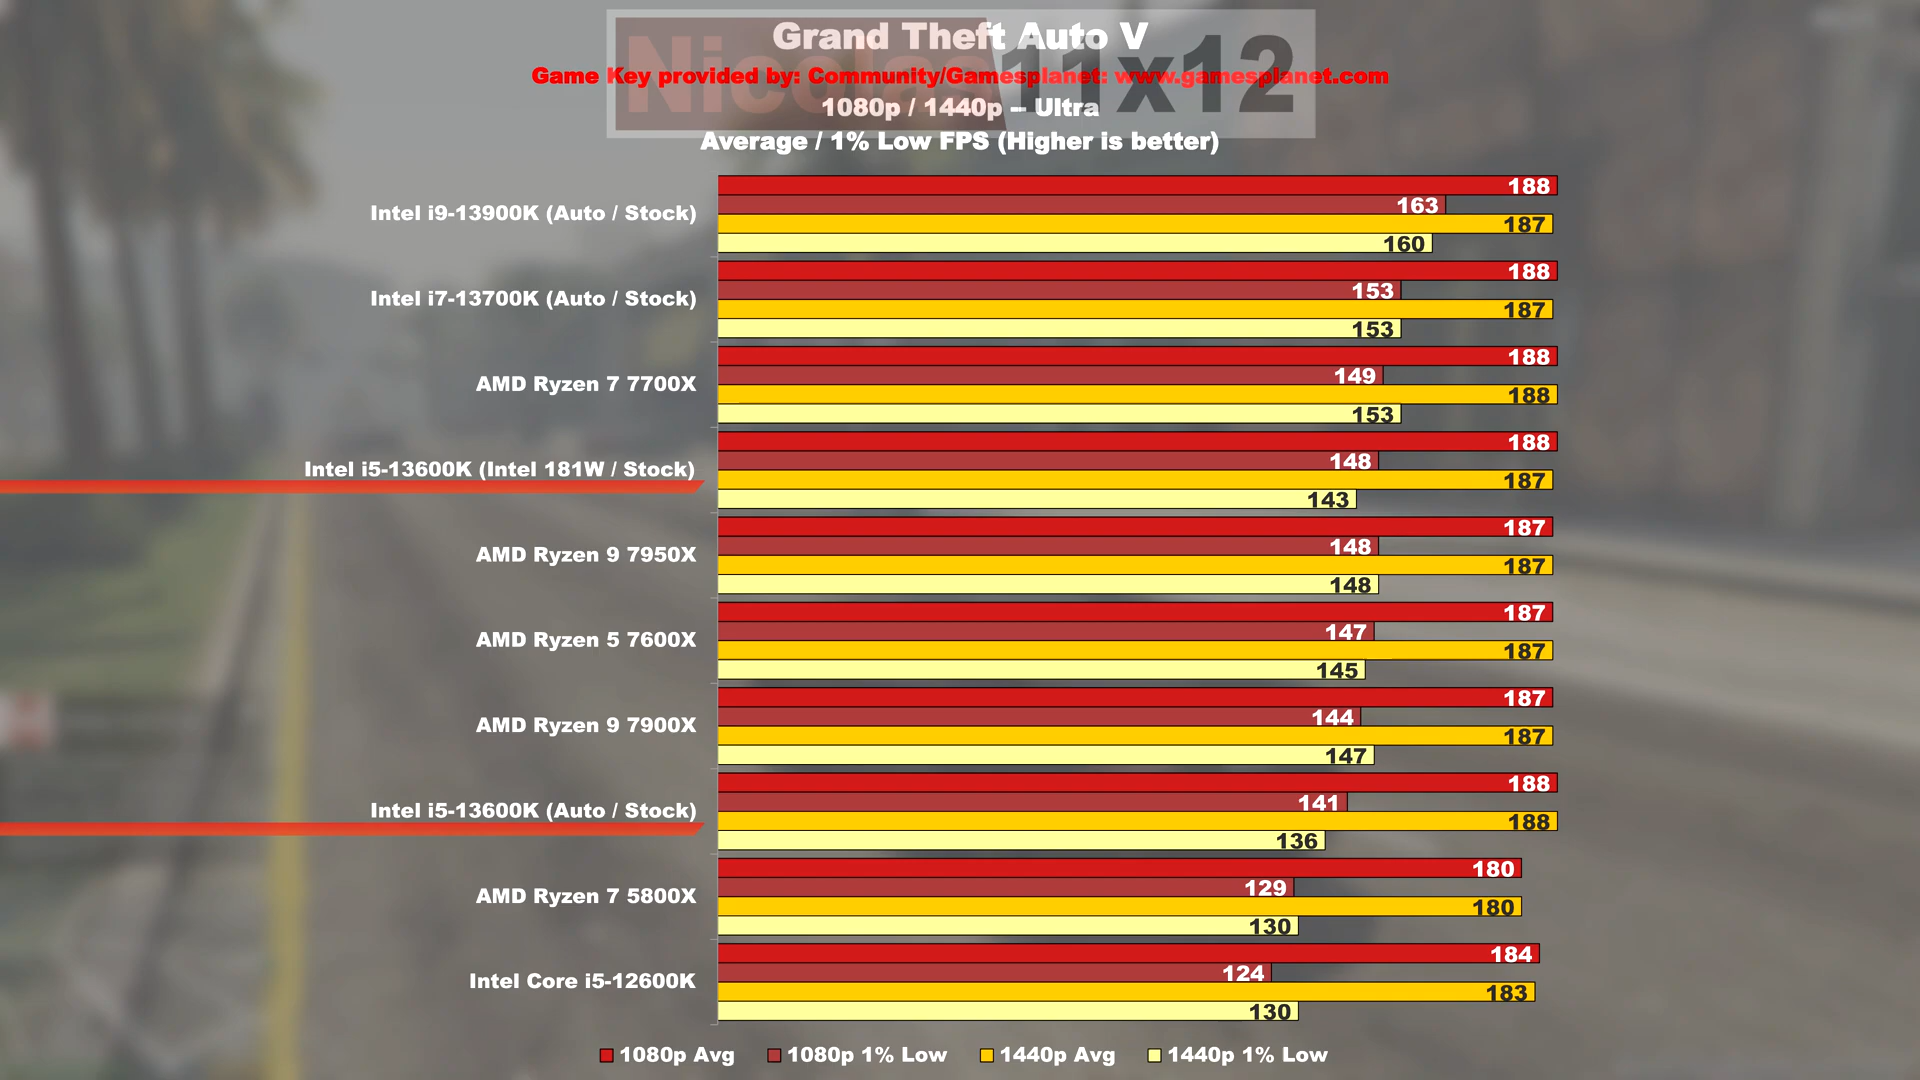 Grand Theft Auto V
Nicolas11x12
Game Key provided by: Community/Gamesplanet: www.gamesplanet.com
1080p / 1440p – Ultra
Average / 1% Low FPS (Higher is better)
188
Intel i9-13900K (Auto / Stock)
163
187
160
188
Intel i7-13700K (Auto / Stock)
153
187
153
188
AMD Ryzen 7 7700X
149
188
153
188
Intel i5-13600K (Intel 181W / Stock)
148
187
143
187
AMD Ryzen 9 7950X
148
187
148
187
AMD Ryzen 5 7600X
147
187
145
187
AMD Ryzen 9 7900X
144
187
147
188
Intel i5-13600K (Auto / Stock)
141
188
136
180
AMD Ryzen 7 5800X
129
180
130
184
Intel Core i5-12600K
124
183
130
1080p Avg 1080p 1% Low 1440p Avg 1440p 1% Low